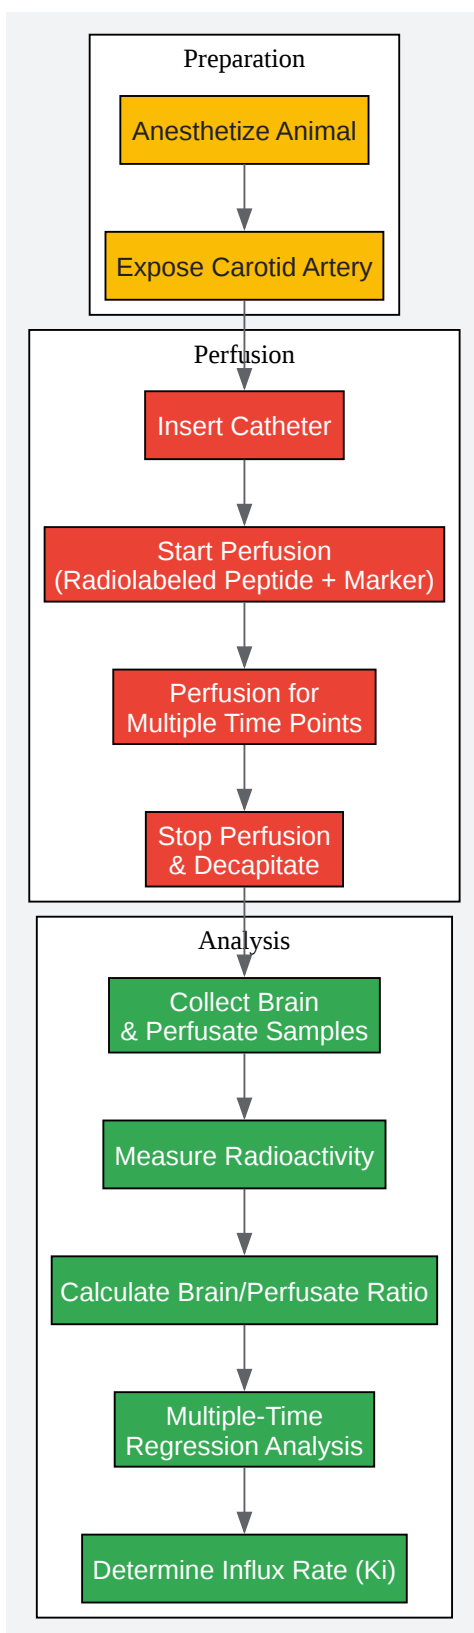 Preparation
Anesthetize Animal
Expose Carotid Artery
Perfusion
Insert Catheter
Start Perfusion
(Radiolabeled Peptide + Marker)
Perfusion for
Multiple Time Points
Stop Perfusion
& Decapitate
Analysis
Collect Brain
& Perfusate Samples
Measure Radioactivity
Calculate Brain/Perfusate Ratio
Multiple-Time
Regression Analysis
Determine Influx Rate (Ki)